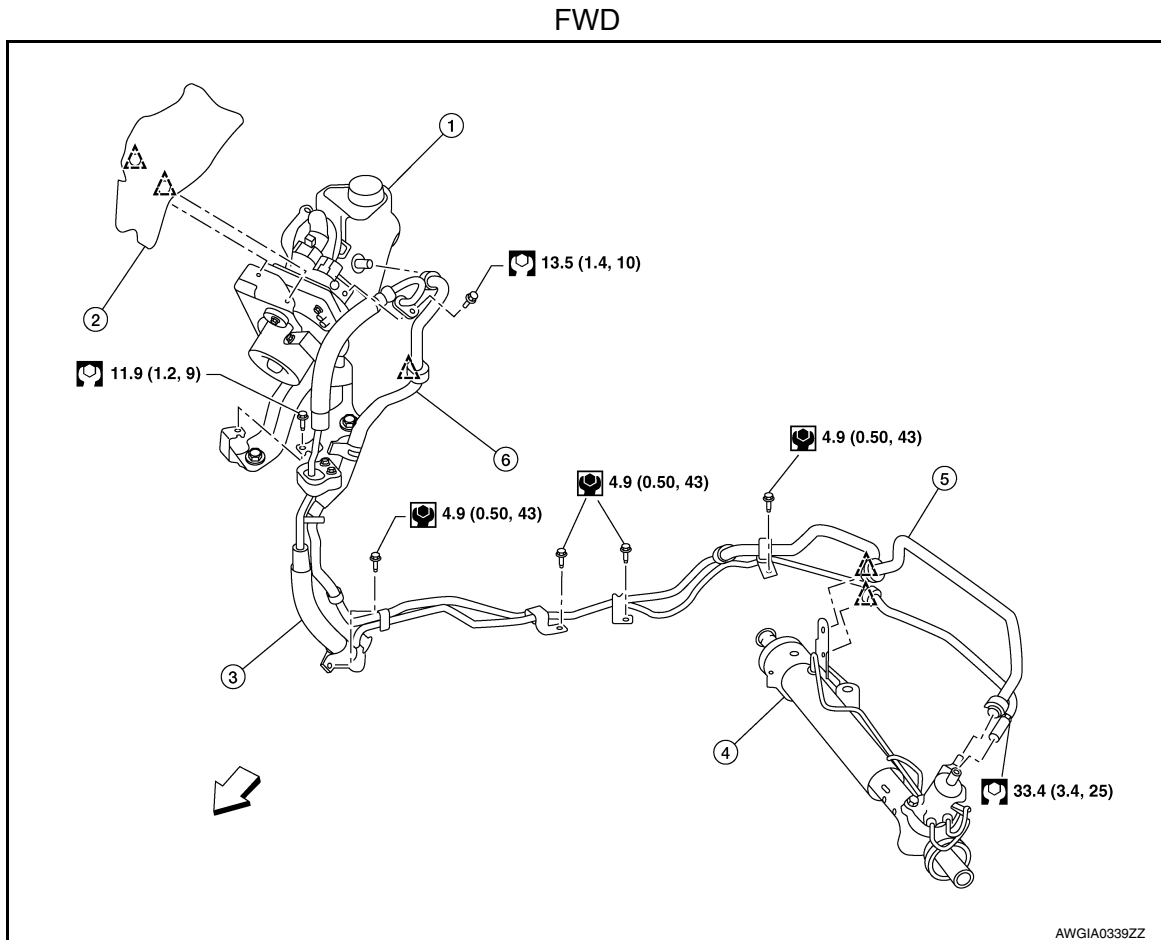 FWD
1
13.5 (1.4, 10)
2
11.9 (1.2, 9)
6
4.9 (0.50, 43)
4.9 (0.50, 43)
5
4.9 (0.50, 43)
3
4
33.4 (3.4, 25)
AWGIA0339ZZ